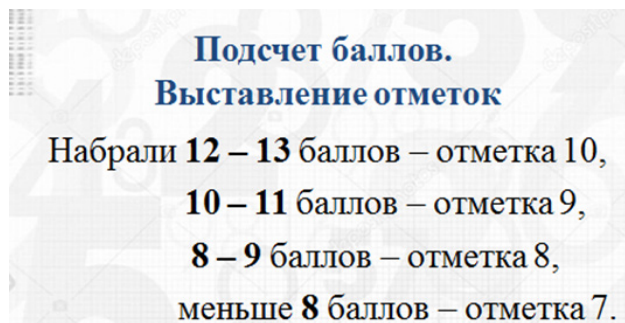 Подсчет баллов.
Выставление отметок
Набрали 12 – 13 баллов – отметка 10,
10 – 11 баллов – отметка 9,
8 – 9 баллов – отметка 8,
меньше 8 баллов – отметка 7.